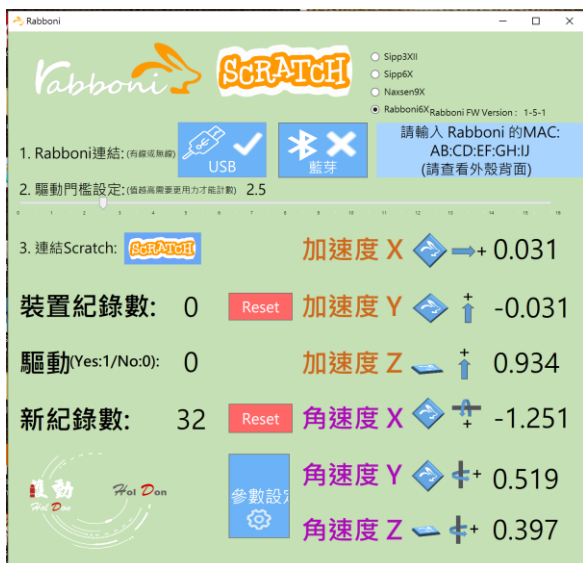 Rabboni
rabboni
SCRATCH
Sipp3XII
Sipp6X
Naxsen9X
Rabboni6X Rabboni FW Version : 1-5-1
1. Rabboni連結: (有線或無線)
USB
藍芽
請輸入 Rabboni 的MAC:
AB:CD:EF:GH:IJ
(請查看外殼背面)
2. 驅動門檻設定: (值越高需要更用力才能計數) 2.5
0 1 2 3 4 5 6 7 8 9 10 11 12 13 14 15 16
3. 連結Scratch: SCRATCH
加速度 X + 0.031
裝置紀錄數: 0 Reset
加速度 Y + -0.031
驅動(Yes:1/No:0): 0
加速度 Z + 0.934
新紀錄數: 32 Reset
角速度 X + -1.251
動 Hol Don
Hol Don
參數設
角速度 Y + 0.519
角速度 Z + 0.397